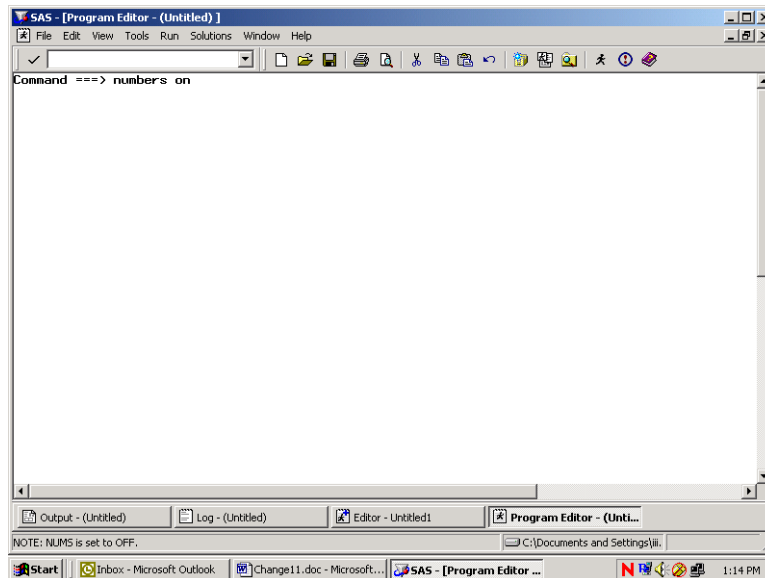 SAS - [Program Editor - (Untitled) ]
File Edit View Tools Run Solutions Window Help
Command ===> numbers on
Output - (Untitled) Log - (Untitled) Editor - Untitled1 Program Editor - (Unti...
NOTE: NUMS is set to OFF. C:\Documents and Settings\iii.
Start Inbox - Microsoft Outlook Change11.doc - Microsoft... SAS - [Program Editor ... N 1:14 PM